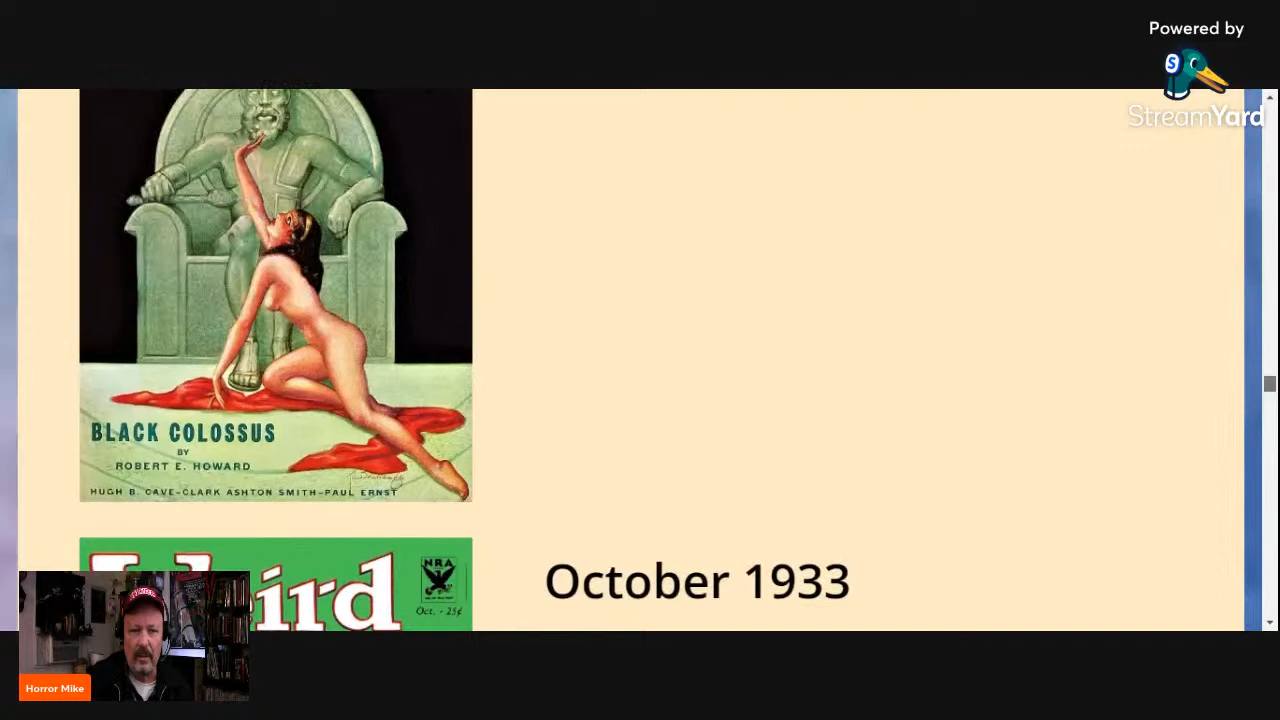 Powered by
StreamYard
BLACK COLOSSUS
BY
ROBERT E. HOWARD
HUGH B. CAVE-CLARK ASHTON SMITH-PAUL ERNST
NRA
Oct. - 25¢
October 1933
Horror Mike